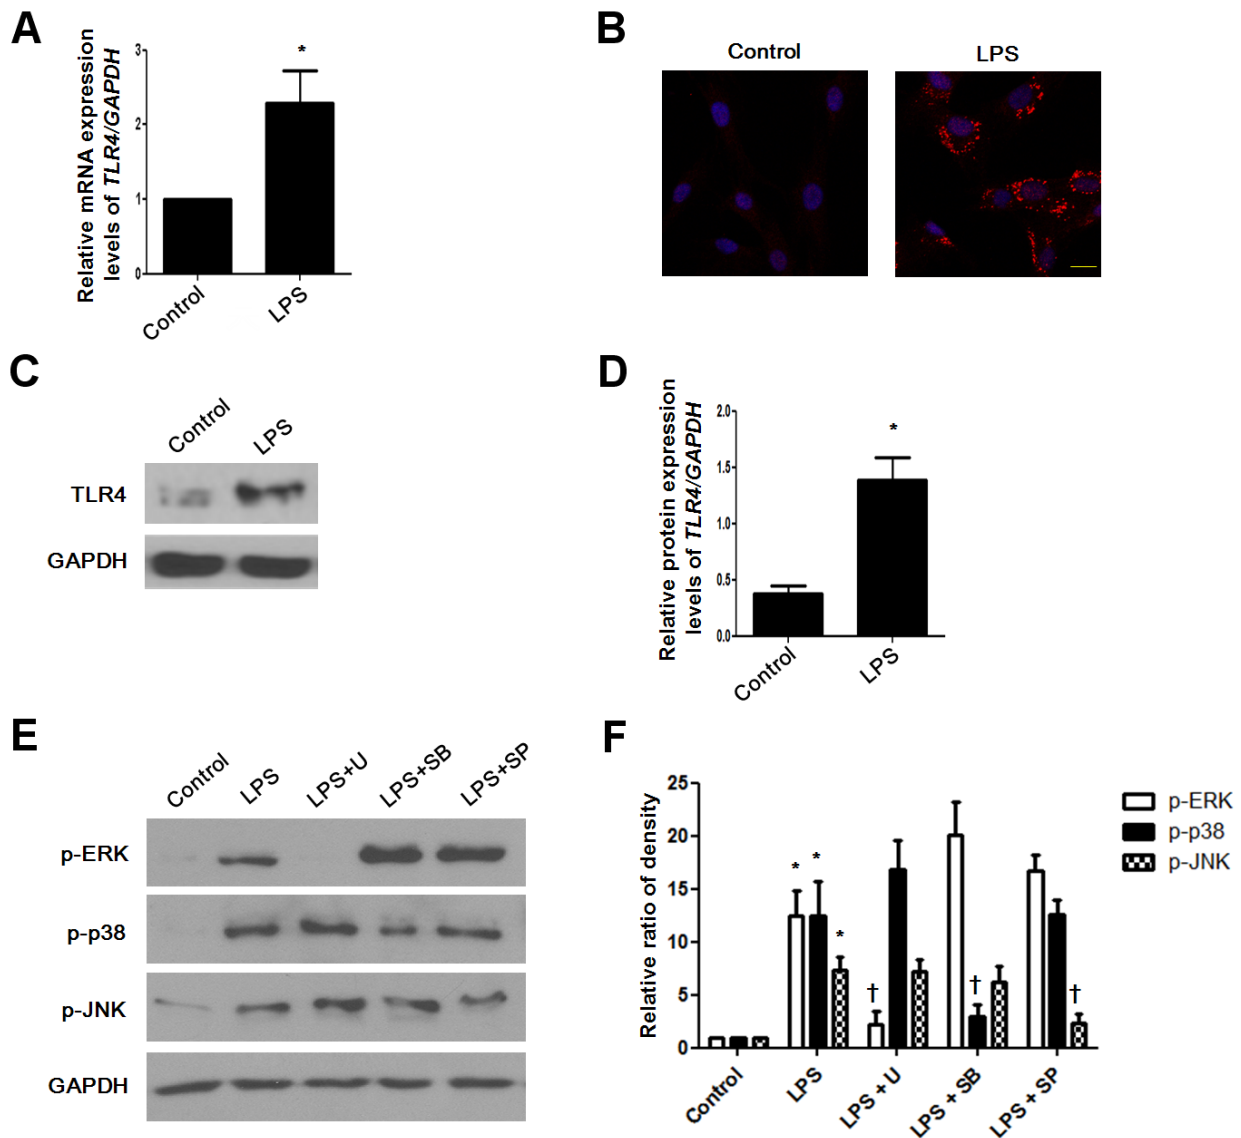 A
Relative mRNA expression
levels of TLR4/GAPDH
3
2
1
0
*
Control
LPS
B
Control
LPS
C
Control
LPS
TLR4
GAPDH
D
Relative protein expression
levels of TLR4/GAPDH
2.0
1.5
1.0
0.5
0.0
*
Control
LPS
E
Control
LPS
LPS+U
LPS+SB
LPS+SP
p-ERK
p-p38
p-JNK
GAPDH
F
Relative ratio of density
25
20
15
10
5
0
* *
*
†
†
†
Control
LPS
LPS + U
LPS + SB
LPS + SP
p-ERK
p-p38
p-JNK